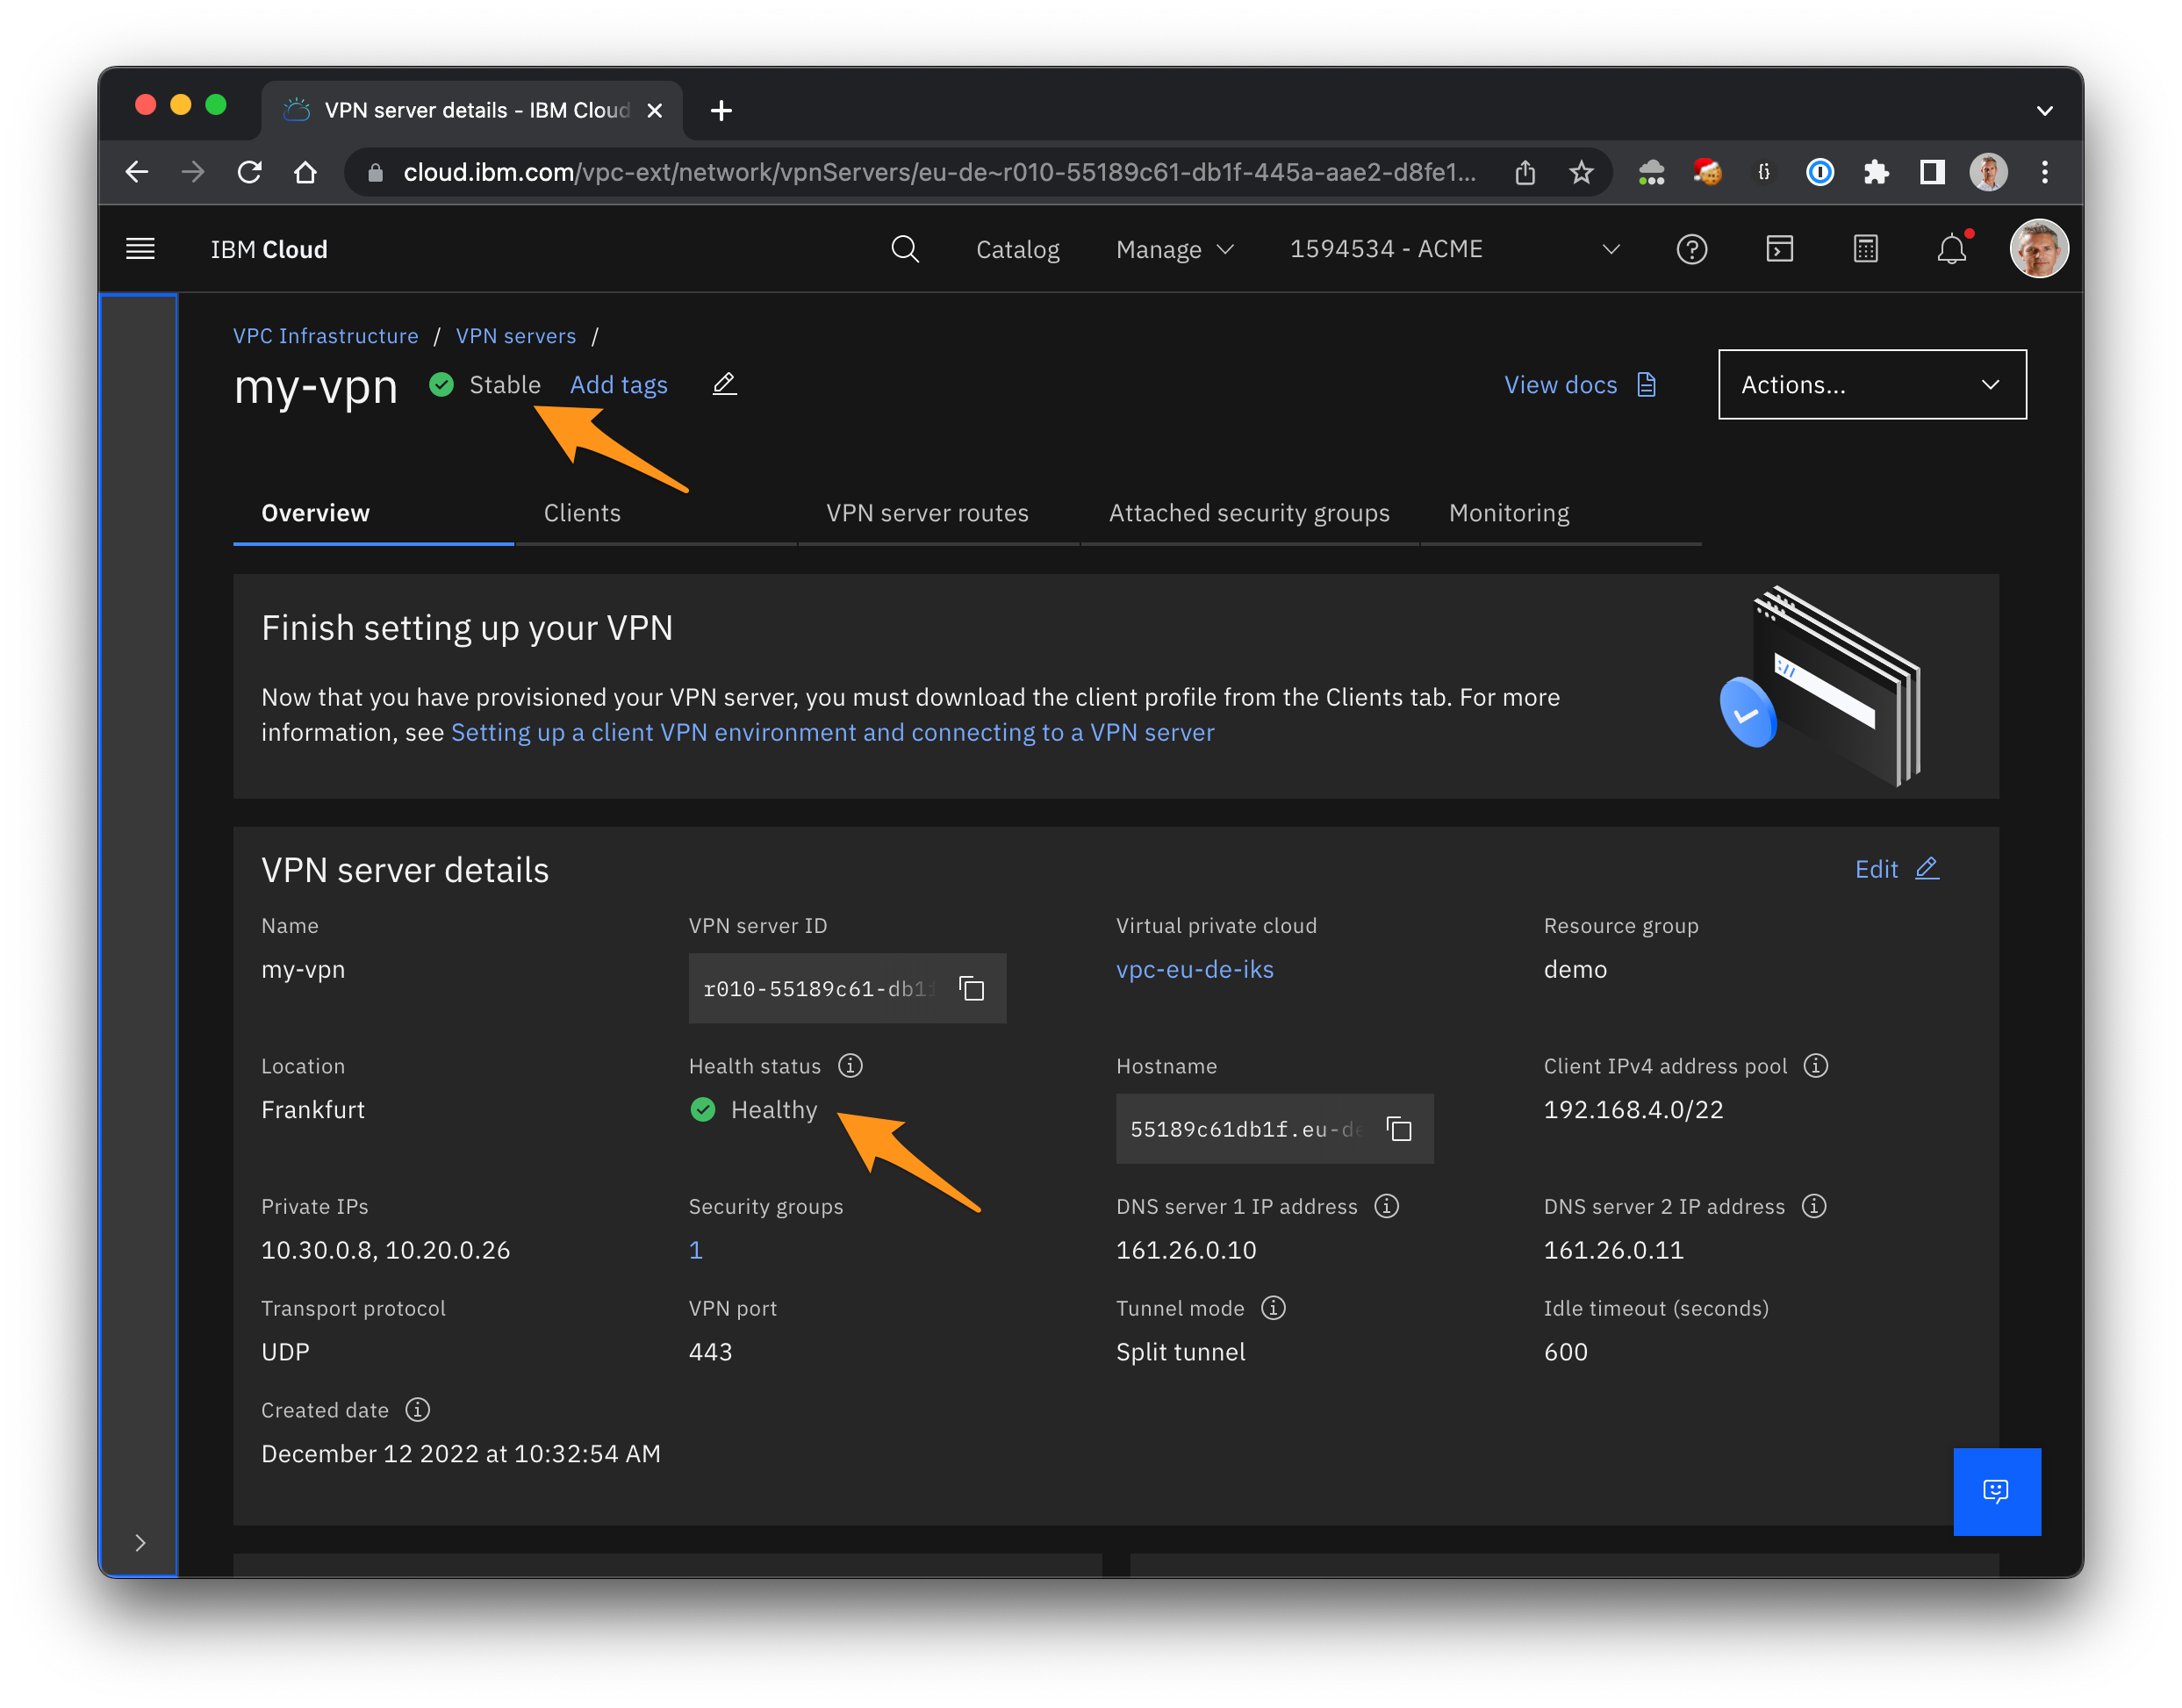 VPN server details - IBM Cloud
cloud.ibm.com/vpc-ext/network/vpnServers/eu-de~r010-55189c61-db1f-445a-aae2-d8fe1...
IBM Cloud
Catalog
Manage
1594534 - ACME
VPC Infrastructure / VPN servers /
my-vpn
Stable
Add tags
View docs
Actions...
Overview
Clients
VPN server routes
Attached security groups
Monitoring
Finish setting up your VPN
Now that you have provisioned your VPN server, you must download the client profile from the Clients tab. For more
information, see Setting up a client VPN environment and connecting to a VPN server
VPN server details
Edit
Name
my-vpn
VPN server ID
r010-55189c61-db1f
Virtual private cloud
vpc-eu-de-iks
Resource group
demo
Location
Frankfurt
Health status
Healthy
Hostname
55189c61db1f.eu-de
Client IPv4 address pool
192.168.4.0/22
Private IPs
10.30.0.8, 10.20.0.26
Security groups
1
DNS server 1 IP address
161.26.0.10
DNS server 2 IP address
161.26.0.11
Transport protocol
UDP
VPN port
443
Tunnel mode
Split tunnel
Idle timeout (seconds)
600
Created date
December 12 2022 at 10:32:54 AM